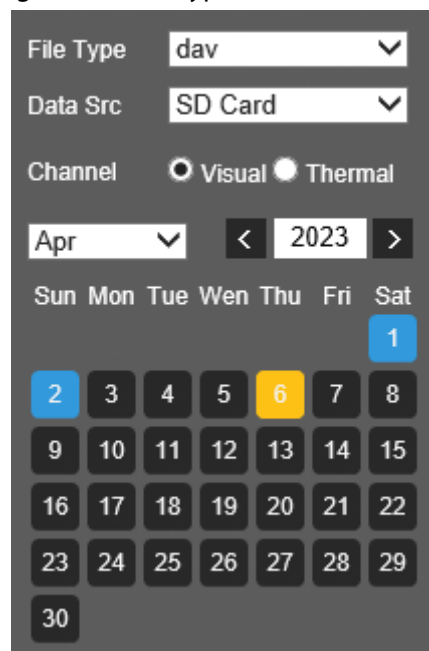 File Type dav
Data Src SD Card
Channel Visual Thermal
Apr < 2023 >
Sun Mon Tue Wen Thu Fri Sat
1
2 3 4 5 6 7 8
9 10 11 12 13 14 15
16 17 18 19 20 21 22
23 24 25 26 27 28 29
30